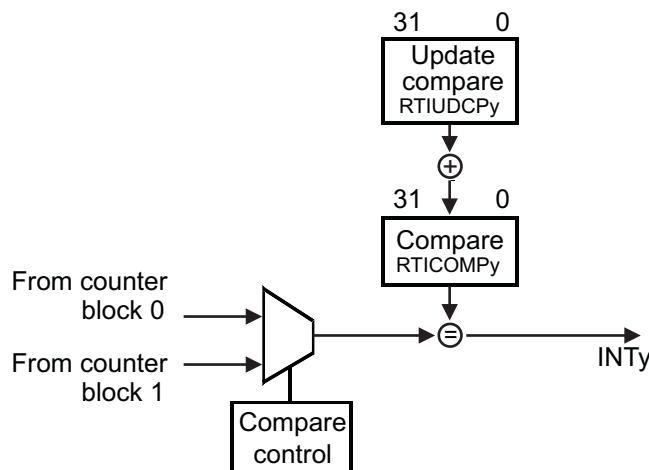 31 0
Update
compare
RTIUDCPy
+
31 0
Compare
RTICOMPy
From counter
block 0
=
INTy
From counter
block 1
Compare
control